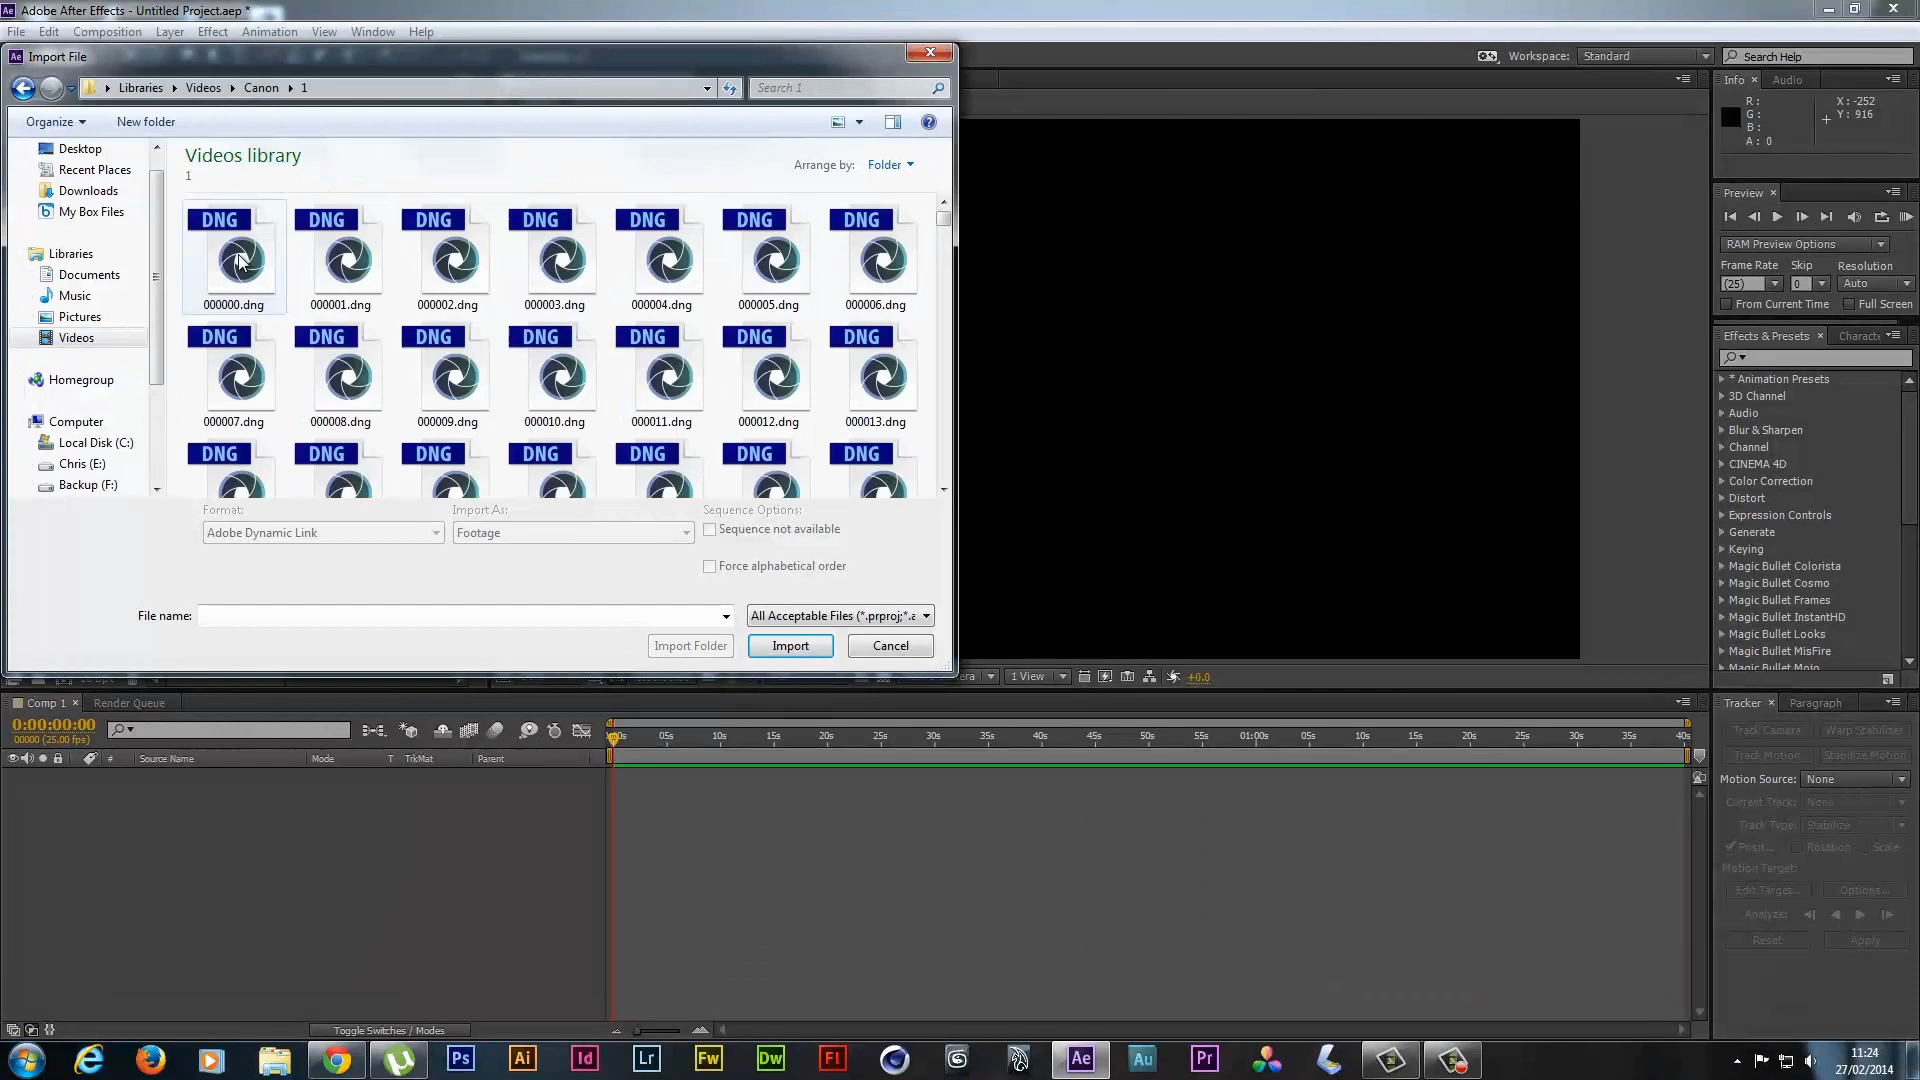 Adobe After Effects - Untitled Project.aep *
File Edit Composition Layer Effect Animation View Window Help
Import File
Workspace: Standard
Search Help
Libraries Videos Canon 1
Search 1
Organize New folder
Desktop
Recent Places
Downloads
My Box Files
Libraries
Documents
Music
Pictures
Videos
Homegroup
Computer
Local Disk (C:)
Chris (E:)
Backup (F:)
Videos library
1
Arrange by: Folder
DNG DNG DNG DNG DNG DNG DNG
000000.dng 000001.dng 000002.dng 000003.dng 000004.dng 000005.dng 000006.dng
DNG DNG DNG DNG DNG DNG DNG
000007.dng 000008.dng 000009.dng 000010.dng 000011.dng 000012.dng 000013.dng
DNG DNG DNG DNG DNG DNG DNG
Format: Import As: Sequence Options:
Adobe Dynamic Link Footage Sequence not available
Force alphabetical order
File name: All Acceptable Files (*.prproj;*.a
Import Folder Import Cancel
Info Audio
R: X: -252
G: Y: 916
B:
A: 0
Preview
RAM Preview Options
Frame Rate Skip Resolution
(25) 0 Auto
From Current Time Full Screen
Effects & Presets Characte
* Animation Presets
3D Channel
Audio
Blur & Sharpen
Channel
CINEMA 4D
Color Correction
Distort
Expression Controls
Generate
Keying
Magic Bullet Colorista
Magic Bullet Cosmo
Magic Bullet Frames
Magic Bullet InstantHD
Magic Bullet Looks
Magic Bullet MisFire
Magic Bullet Mojo
1 View +0.0
Comp 1 Render Queue
0:00:00:00
00000 (25.00 fps)
# Source Name Mode T TrkMat Parent
05s 10s 15s 20s 25s 30s 35s 40s 45s 50s 55s 01:00s 05s 10s 15s 20s 25s 30s 35s 40s
Toggle Switches / Modes
Tracker Paragraph
Track Camera Warp Stabilizer
Track Motion Stabilize Motion
Motion Source: None
Current Track: None
Track Type: Stabilize
Posit... Rotation Scale
Motion Target:
Edit Target... Options...
Analyze:
Reset Apply
Ps Ai Id Lr Fw Dw Fl Ae Au Pr
11:24
27/02/2014